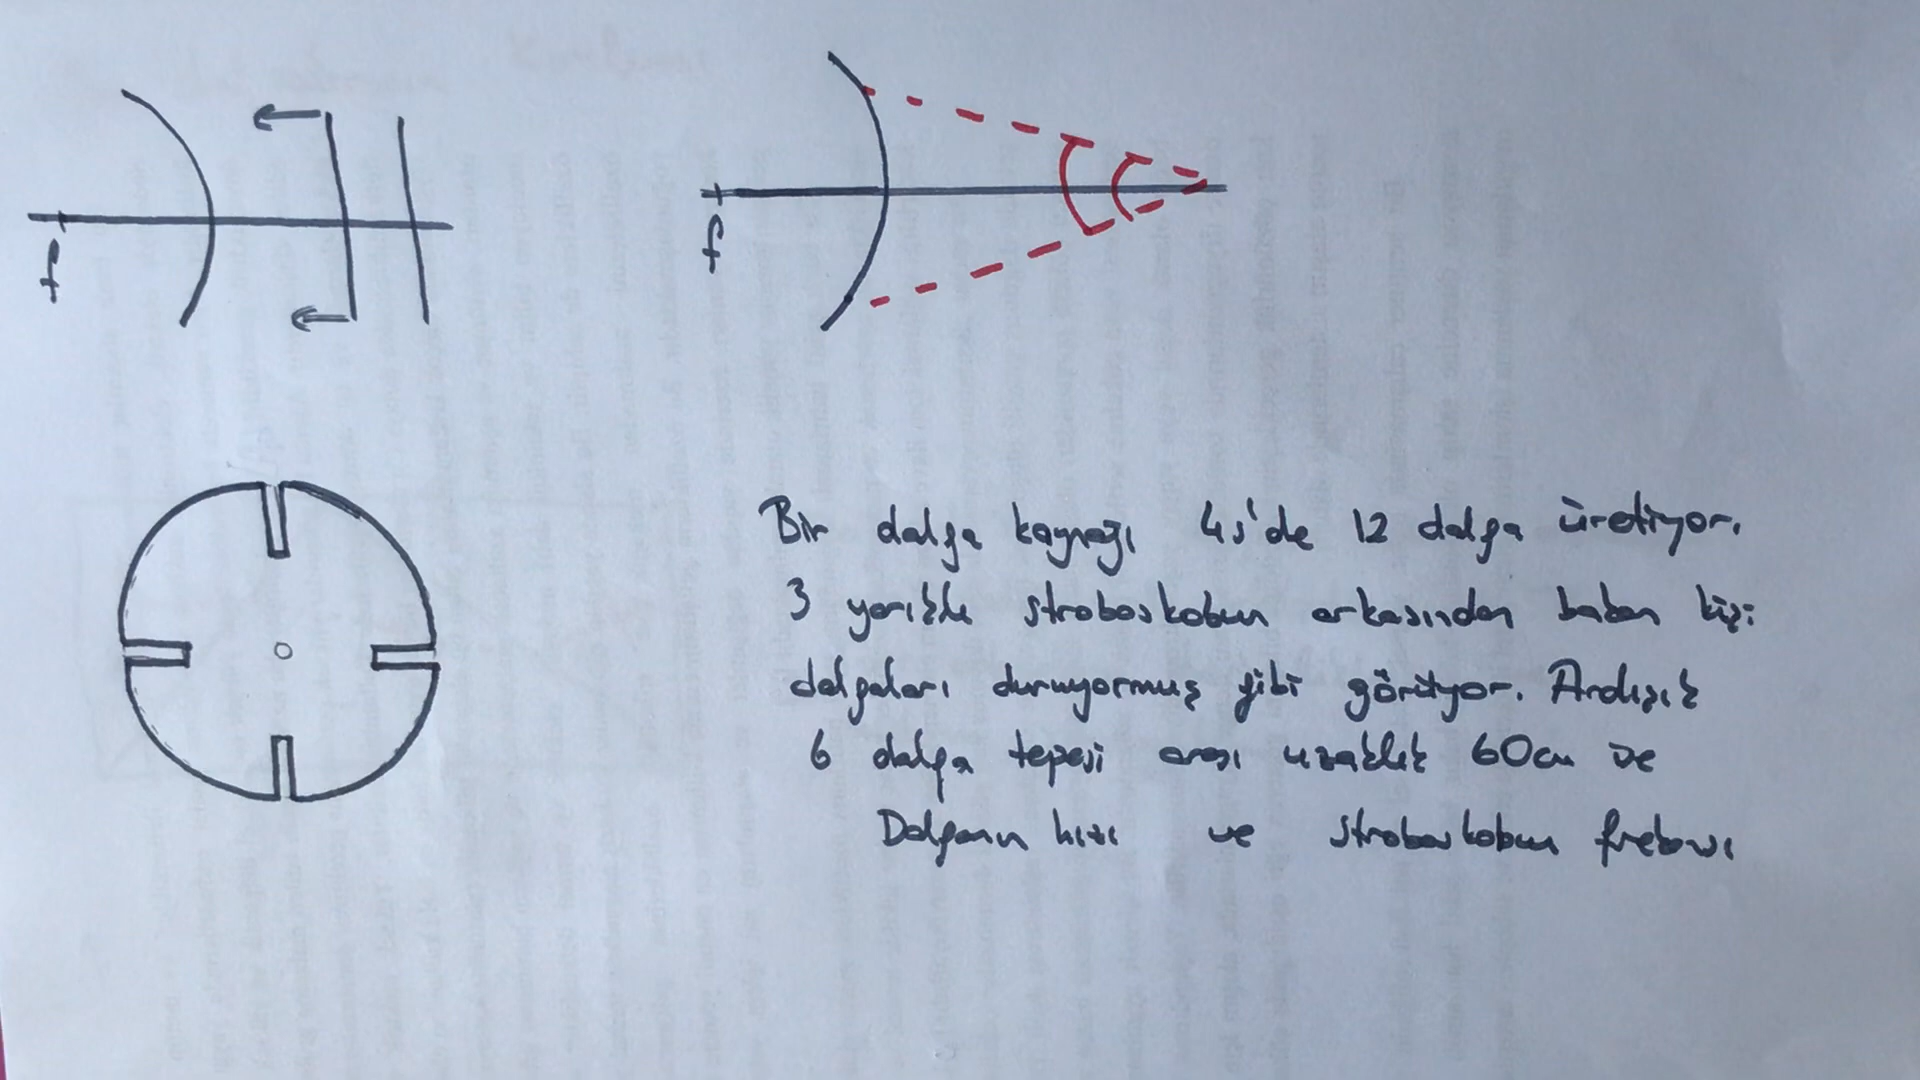 f
f
Bir dalga kaynağı 4s'de 12 dalga üretiyor.
3 yarıklı stroboskobun arkasından bakan kişi
dalgaları duruyormuş gibi görüyor. Ardışık
6 dalga tepesi arası uzaklık 60cm ise
Dalganın hızı ve stroboskobun frekansı